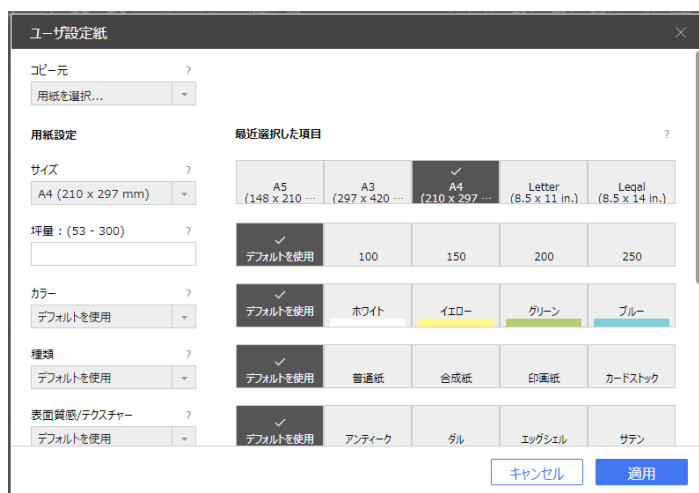 ユーザ設定紙
コピー元 ?
用紙を選択...
用紙設定 最近選択した項目 ?
サイズ ?
A4 (210 x 297 mm)
A5
(148 x 210 …
A3
(297 x 420 …
A4
(210 x 297 …
Letter
(8.5 x 11 in.)
Legal
(8.5 x 14 in.)
坪量：(53 - 300) ?
デフォルトを使用 100 150 200 250
カラー ?
デフォルトを使用
デフォルトを使用 ホワイト イエロー グリーン ブルー
種類 ?
デフォルトを使用
デフォルトを使用 普通紙 合成紙 印画紙 カードストック
表面質感/テクスチャー ?
デフォルトを使用
デフォルトを使用 アンティーク ダル エッグシェル サテン
キャンセル 適用